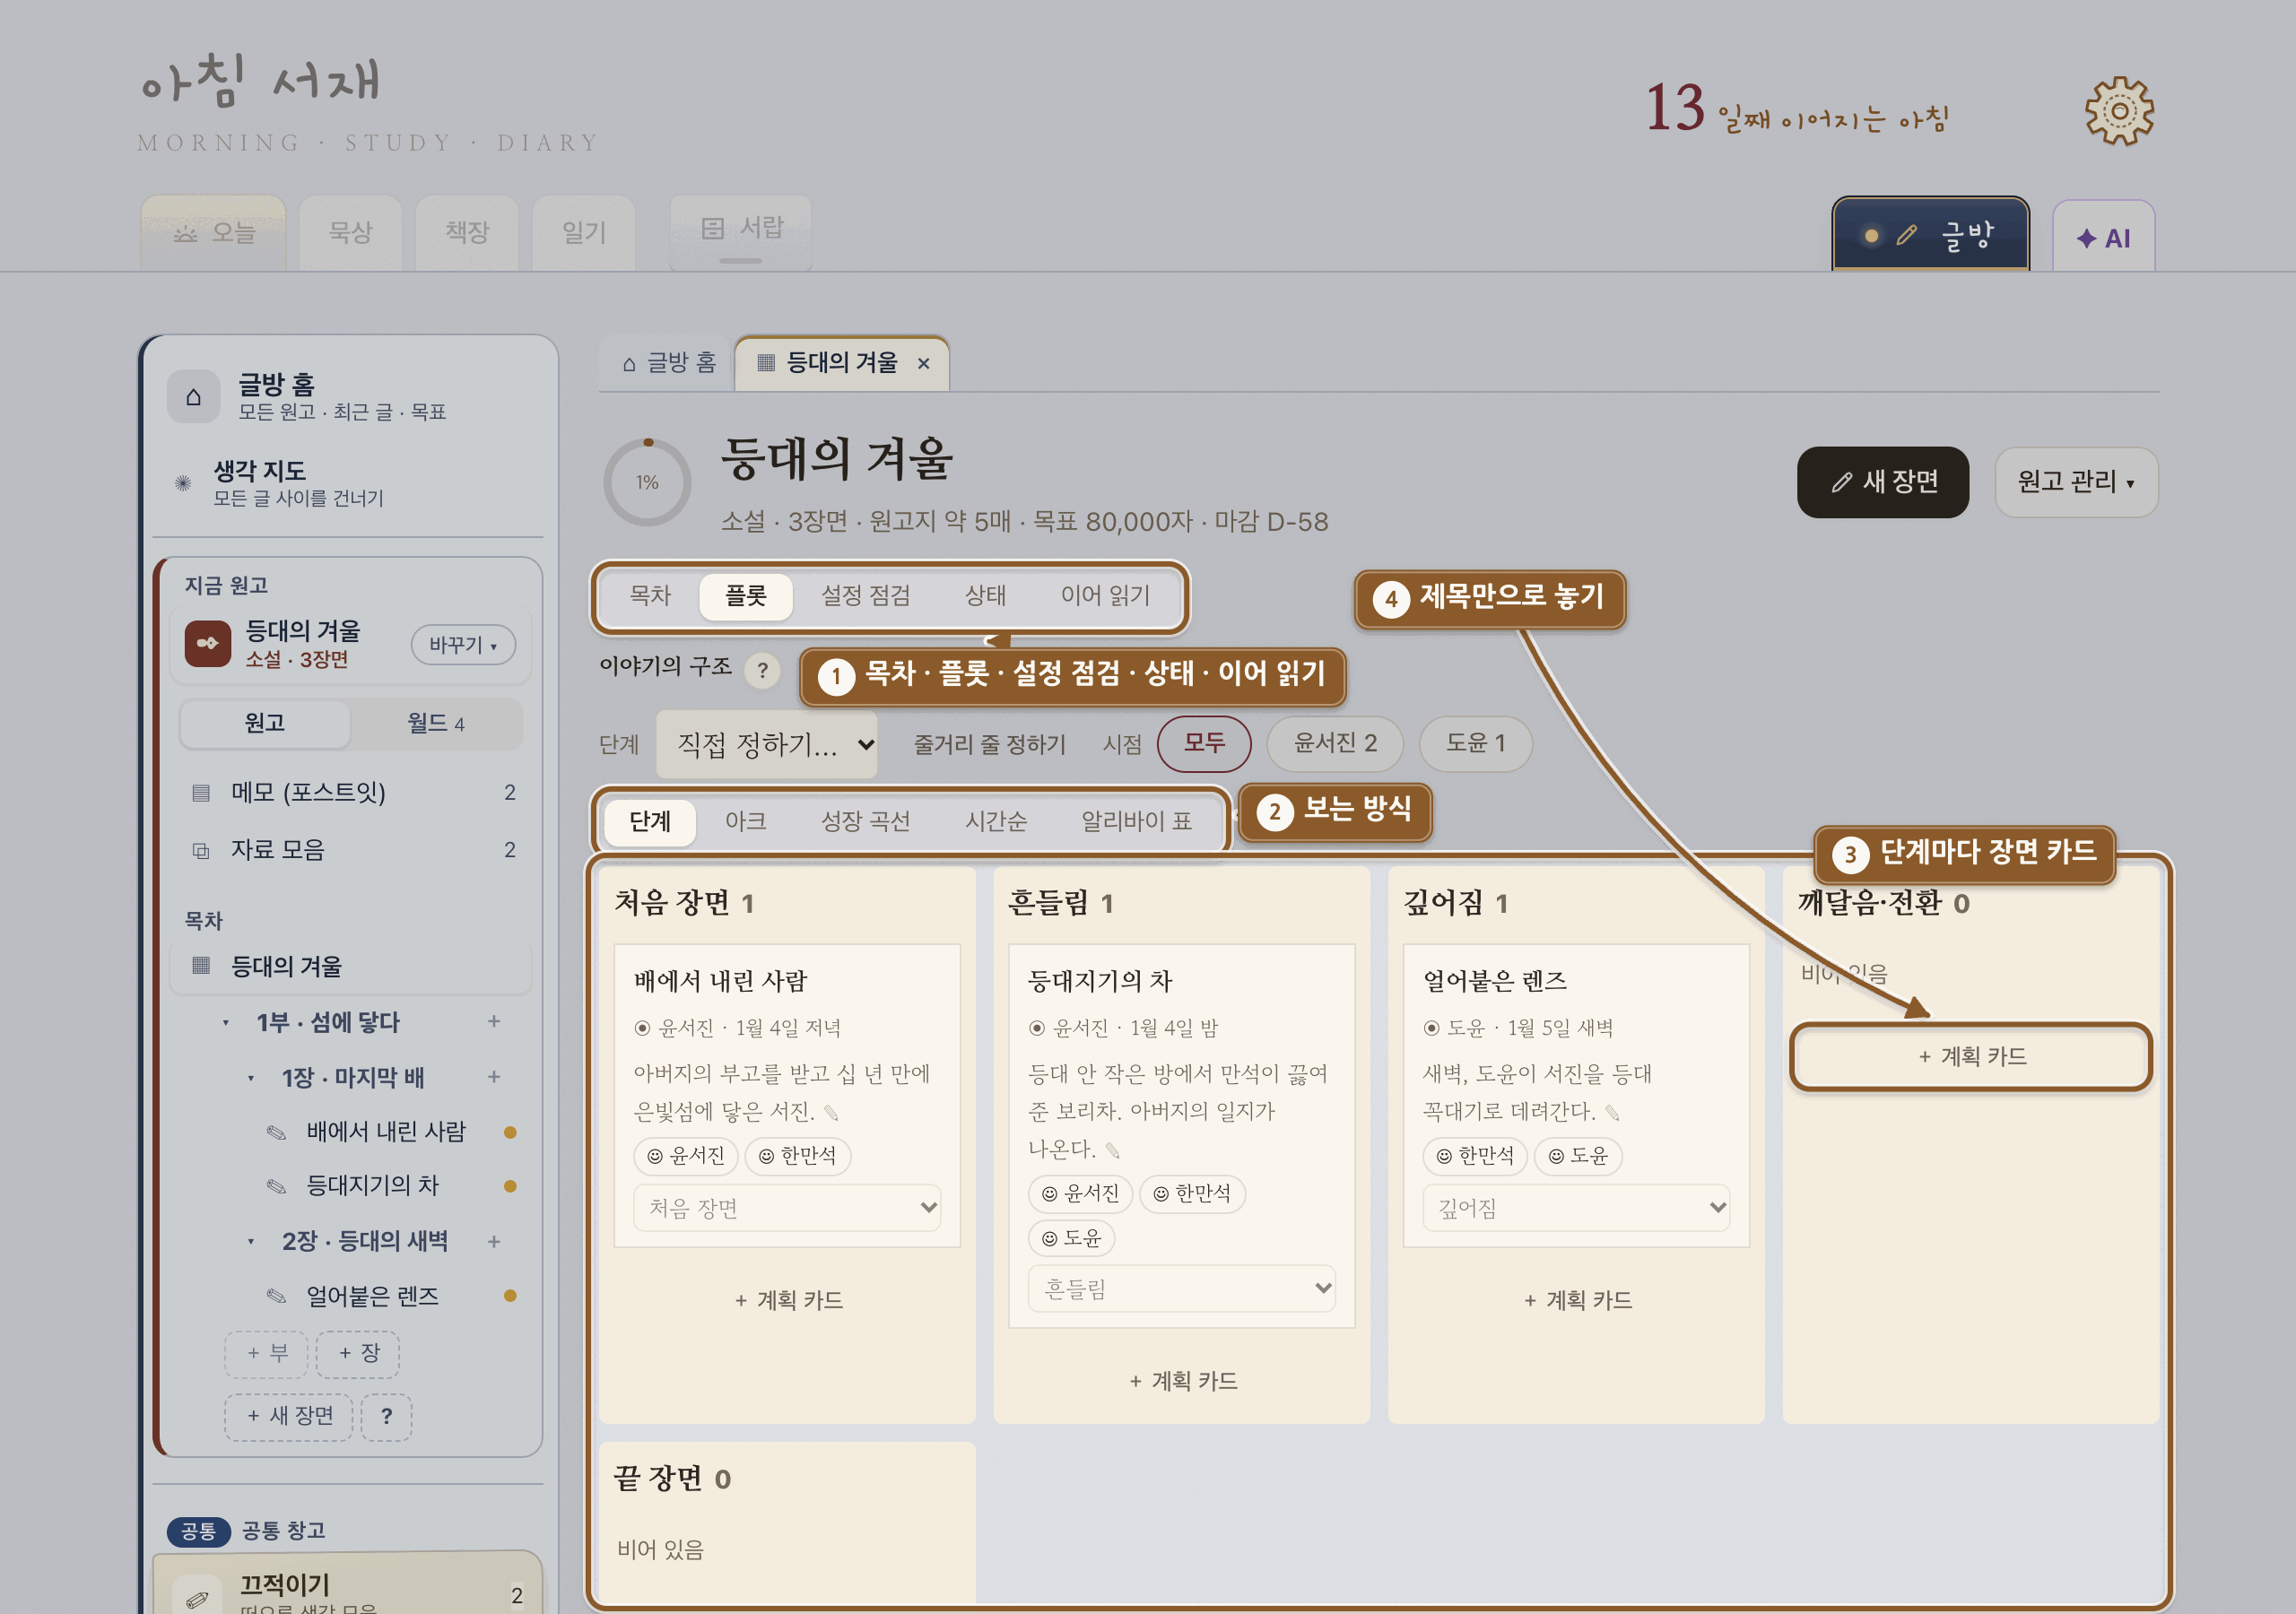 아침 서재
MORNING · STUDY · DIARY
13 일째 이어지는 아침
오늘
묵상
책장
일기
서랍
글방
AI
글방 홈
모든 원고 · 최근 글 · 목표
생각 지도
모든 글 사이를 건너기
지금 원고
등대의 겨울
소설 · 3장면
바꾸기 ▾
원고
월드 4
메모 (포스트잇) 2
자료 모음 2
목차
등대의 겨울
1부 · 섬에 닿다 +
1장 · 마지막 배 +
배에서 내린 사람
등대지기의 차
2장 · 등대의 새벽 +
얼어붙은 렌즈
+ 부
+ 장
+ 새 장면
?
공통 공통 창고
끄적이기 2
글방 홈
등대의 겨울 ×
1%
등대의 겨울
소설 · 3장면 · 원고지 약 5매 · 목표 80,000자 · 마감 D-58
새 장면
원고 관리 ▾
목차
플롯
설정 점검
상태
이어 읽기
4 제목만으로 놓기
이야기의 구조 ?
1 목차 · 플롯 · 설정 점검 · 상태 · 이어 읽기
단계
직접 정하기...
줄거리 줄 정하기
시점
모두
윤서진 2
도윤 1
단계
아크
성장 곡선
시간순
알리바이 표
2 보는 방식
3 단계마다 장면 카드
처음 장면 1
배에서 내린 사람
윤서진 · 1월 4일 저녁
아버지의 부고를 받고 십 년 만에
은빛섬에 닿은 서진.
윤서진
한만석
처음 장면
+ 계획 카드
흔들림 1
등대지기의 차
윤서진 · 1월 4일 밤
등대 안 작은 방에서 만석이 끓여
준 보리차. 아버지의 일지가
나온다.
윤서진
한만석
도윤
흔들림
+ 계획 카드
깊어짐 1
얼어붙은 렌즈
도윤 · 1월 5일 새벽
새벽, 도윤이 서진을 등대
꼭대기로 데려간다.
한만석
도윤
깊어짐
+ 계획 카드
깨달음·전환 0
비어 있음
+ 계획 카드
끝 장면 0
비어 있음